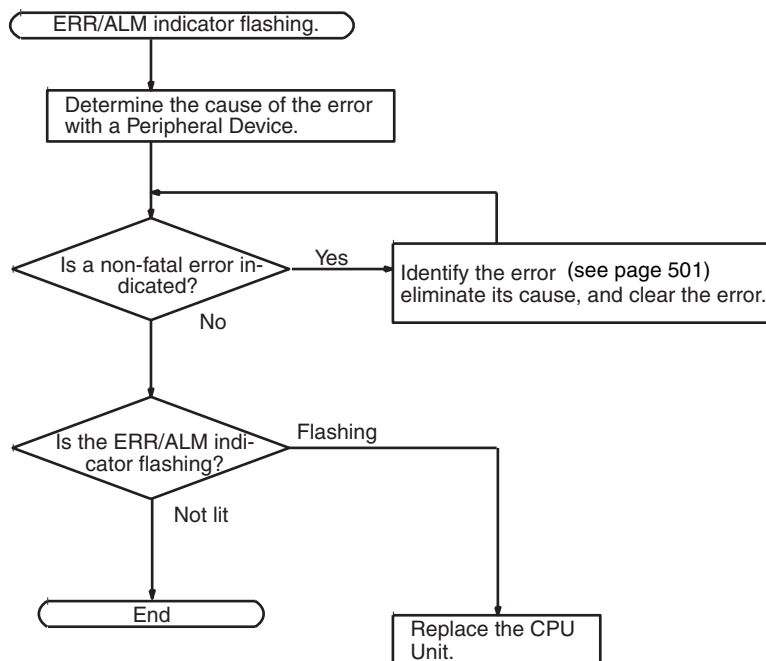 ERR/ALM indicator flashing.
Determine the cause of the error
with a Peripheral Device.
Is a non-fatal error in-
dicated?
Yes
Identify the error (see page 501)
eliminate its cause, and clear the error.
No
Is the ERR/ALM indi-
cator flashing?
Flashing
Not lit
End
Replace the CPU
Unit.